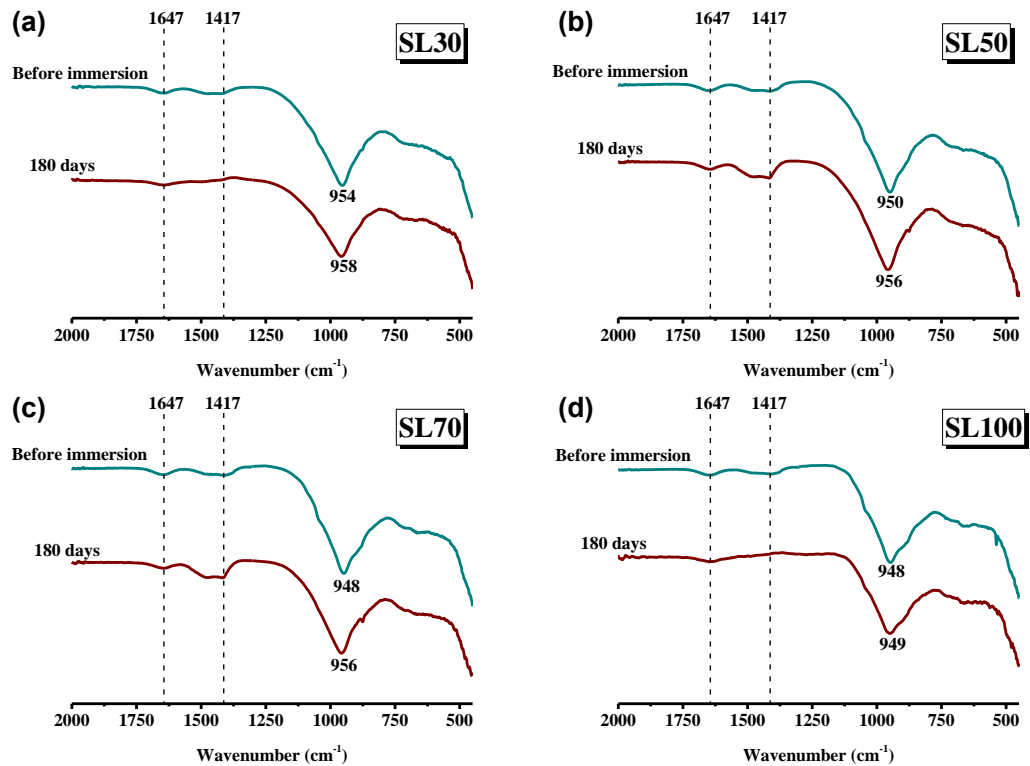 (a)
1647 1417
SL30
Before immersion
180 days
954
958
2000 1750 1500 1250 1000 750 500
Wavenumber (cm⁻¹)
(b)
1647 1417
SL50
Before immersion
180 days
950
956
2000 1750 1500 1250 1000 750 500
Wavenumber (cm⁻¹)
(c)
1647 1417
SL70
Before immersion
180 days
948
956
2000 1750 1500 1250 1000 750 500
Wavenumber (cm⁻¹)
(d)
1647 1417
SL100
Before immersion
180 days
948
949
2000 1750 1500 1250 1000 750 500
Wavenumber (cm⁻¹)